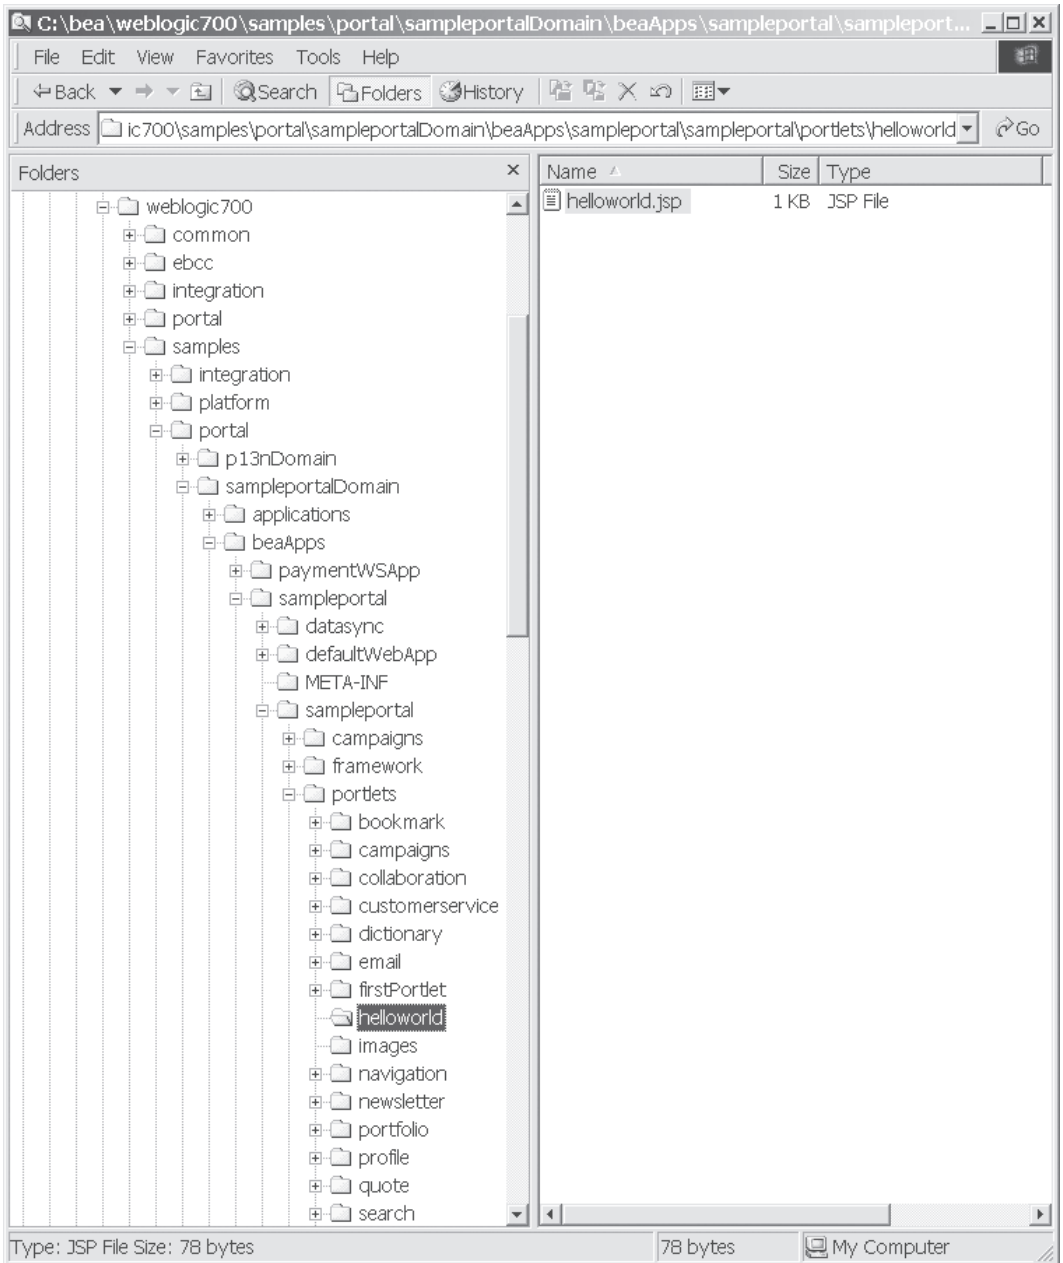 C:\bea\weblogic700\samples\portal\sampleportalDomain\beaApps\sampleportal\sampleport...
File Edit View Favorites Tools Help
Back Search Folders History
Address ic700\samples\portal\sampleportalDomain\beaApps\sampleportal\sampleportal\portlets\helloworld Go
Folders
Name Size Type
helloworld.jsp 1 KB JSP File
weblogic700
common
ebcc
integration
portal
samples
integration
platform
portal
p13nDomain
sampleportalDomain
applications
beaApps
paymentWSApp
sampleportal
datasync
defaultWebApp
META-INF
sampleportal
campaigns
framework
portlets
bookmark
campaigns
collaboration
customerservice
dictionary
email
firstPortlet
helloworld
images
navigation
newsletter
portfolio
profile
quote
search
Type: JSP File Size: 78 bytes 78 bytes My Computer